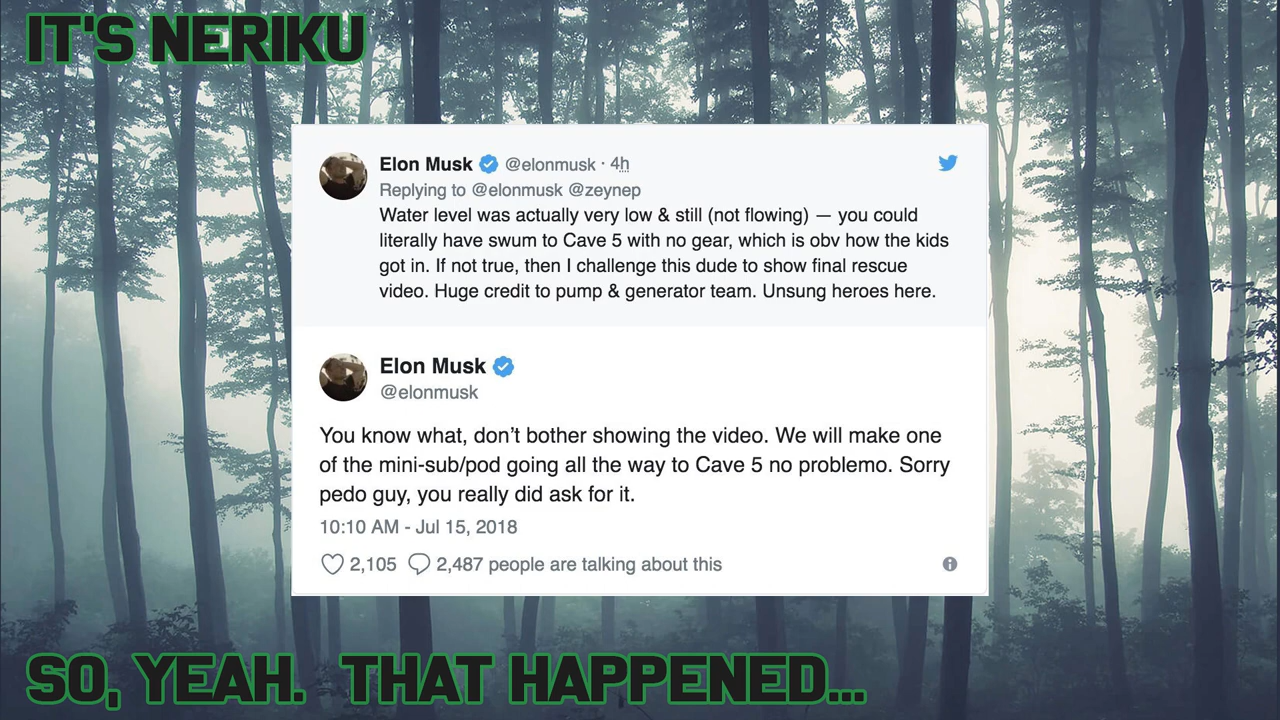 IT'S NERIKU
Elon Musk @elonmusk · 4h
Replying to @elonmusk @zeynep
Water level was actually very low & still (not flowing) — you could
literally have swum to Cave 5 with no gear, which is obv how the kids
got in. If not true, then I challenge this dude to show final rescue
video. Huge credit to pump & generator team. Unsung heroes here.
Elon Musk
@elonmusk
You know what, don’t bother showing the video. We will make one
of the mini-sub/pod going all the way to Cave 5 no problemo. Sorry
pedo guy, you really did ask for it.
10:10 AM - Jul 15, 2018
2,105 2,487 people are talking about this
SO, YEAH. THAT HAPPENED...